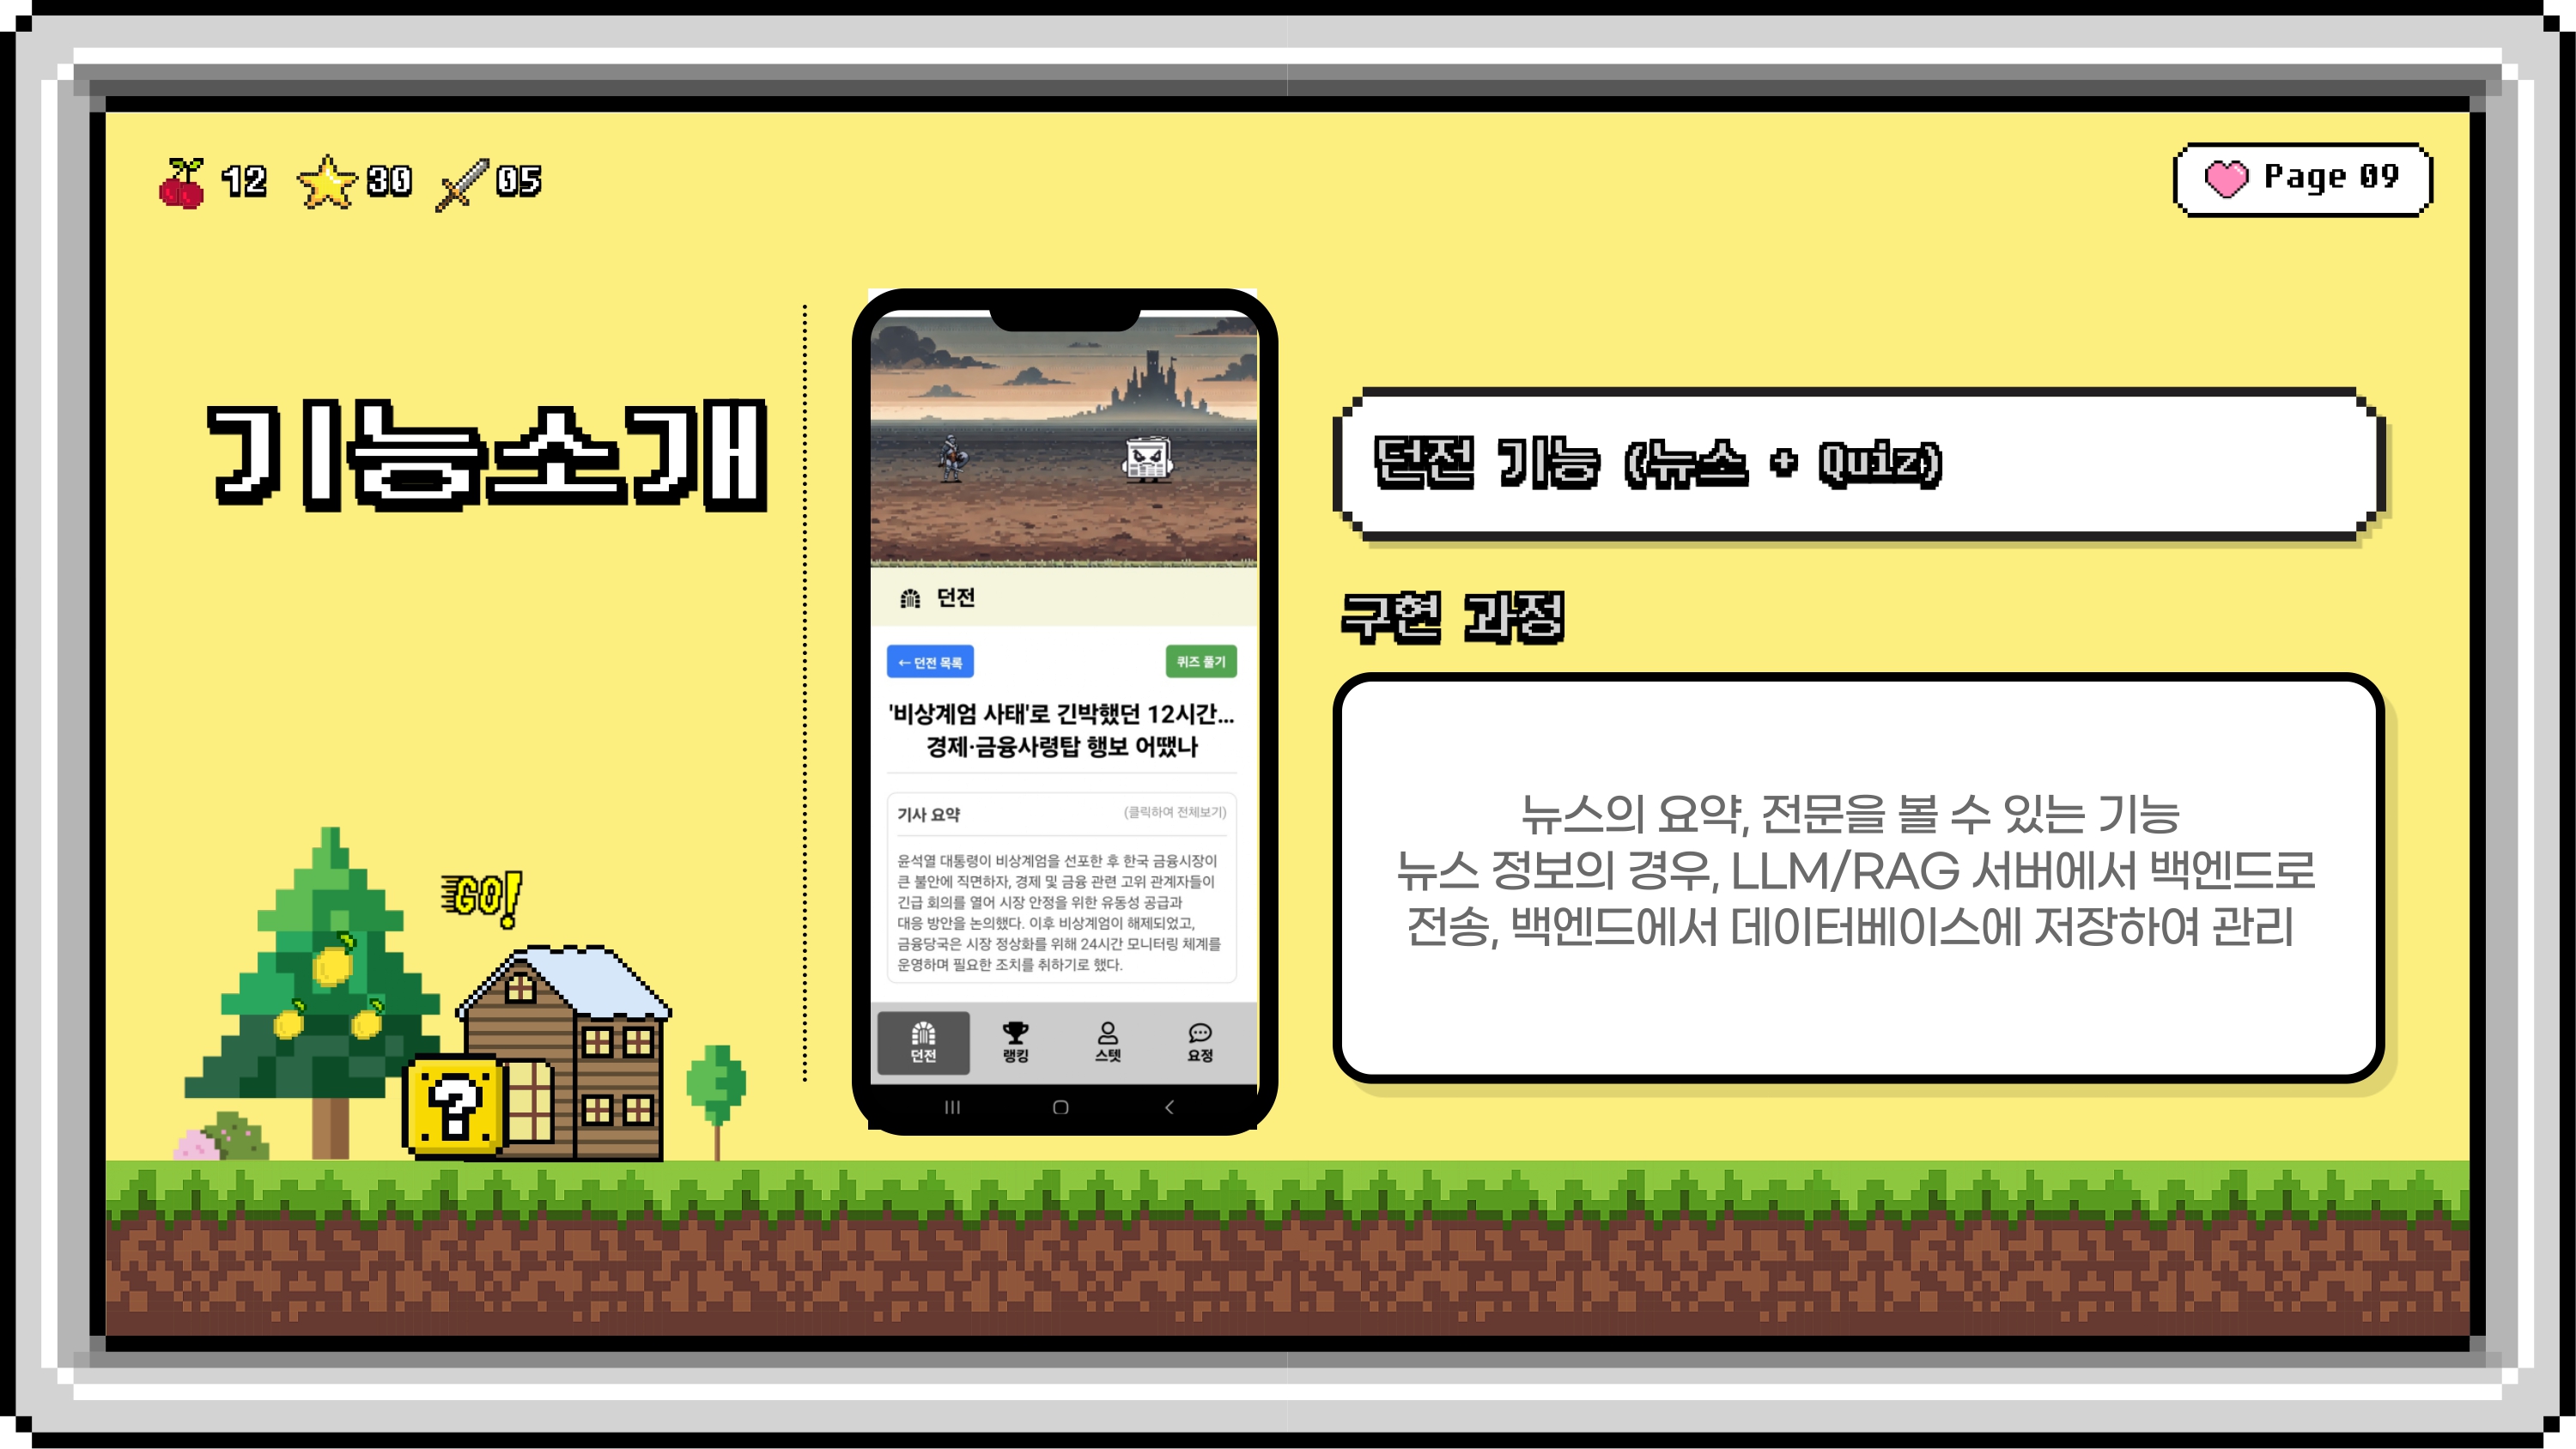 12 30 05
Page 09
기능소개
GO!
?
던전
← 던전 목록
퀴즈 풀기
'비상계엄 사태'로 긴박했던 12시간...
경제·금융사령탑 행보 어땠나
기사 요약
(클릭하여 전체보기)
윤석열 대통령이 비상계엄을 선포한 후 한국 금융시장이
큰 불안에 직면하자, 경제 및 금융 관련 고위 관계자들이
긴급 회의를 열어 시장 안정을 위한 유동성 공급과
대응 방안을 논의했다. 이후 비상계엄이 해제되었고,
금융당국은 시장 정상화를 위해 24시간 모니터링 체계를
운영하며 필요한 조치를 취하기로 했다.
던전 랭킹 스텟 요정
던전 기능 (뉴스 + Quiz)
구현 과정
뉴스의 요약, 전문을 볼 수 있는 기능
뉴스 정보의 경우, LLM/RAG 서버에서 백엔드로
전송, 백엔드에서 데이터베이스에 저장하여 관리